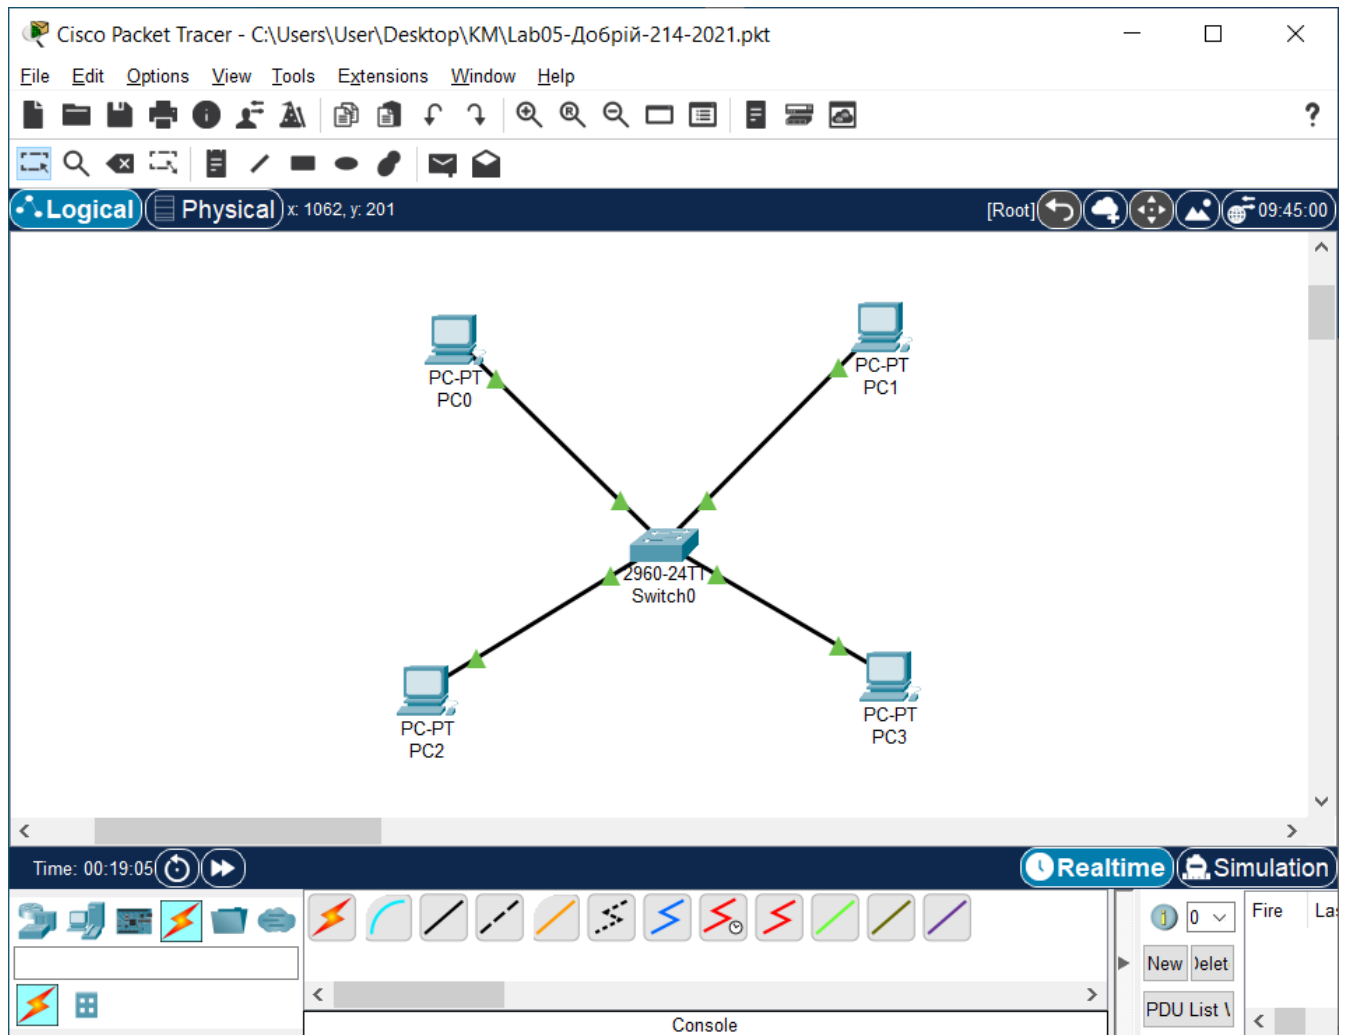 Cisco Packet Tracer - C:\Users\User\Desktop\KM\Lab05-Добрій-214-2021.pkt
File Edit Options View Tools Extensions Window Help
Logical Physical x: 1062, y: 201 [Root] 09:45:00
PC-PT
PC0
PC-PT
PC1
2960-24TT
Switch0
PC-PT
PC2
PC-PT
PC3
Time: 00:19:05 Realtime Simulation
0 Fire La
New Delet
PDU List
Console